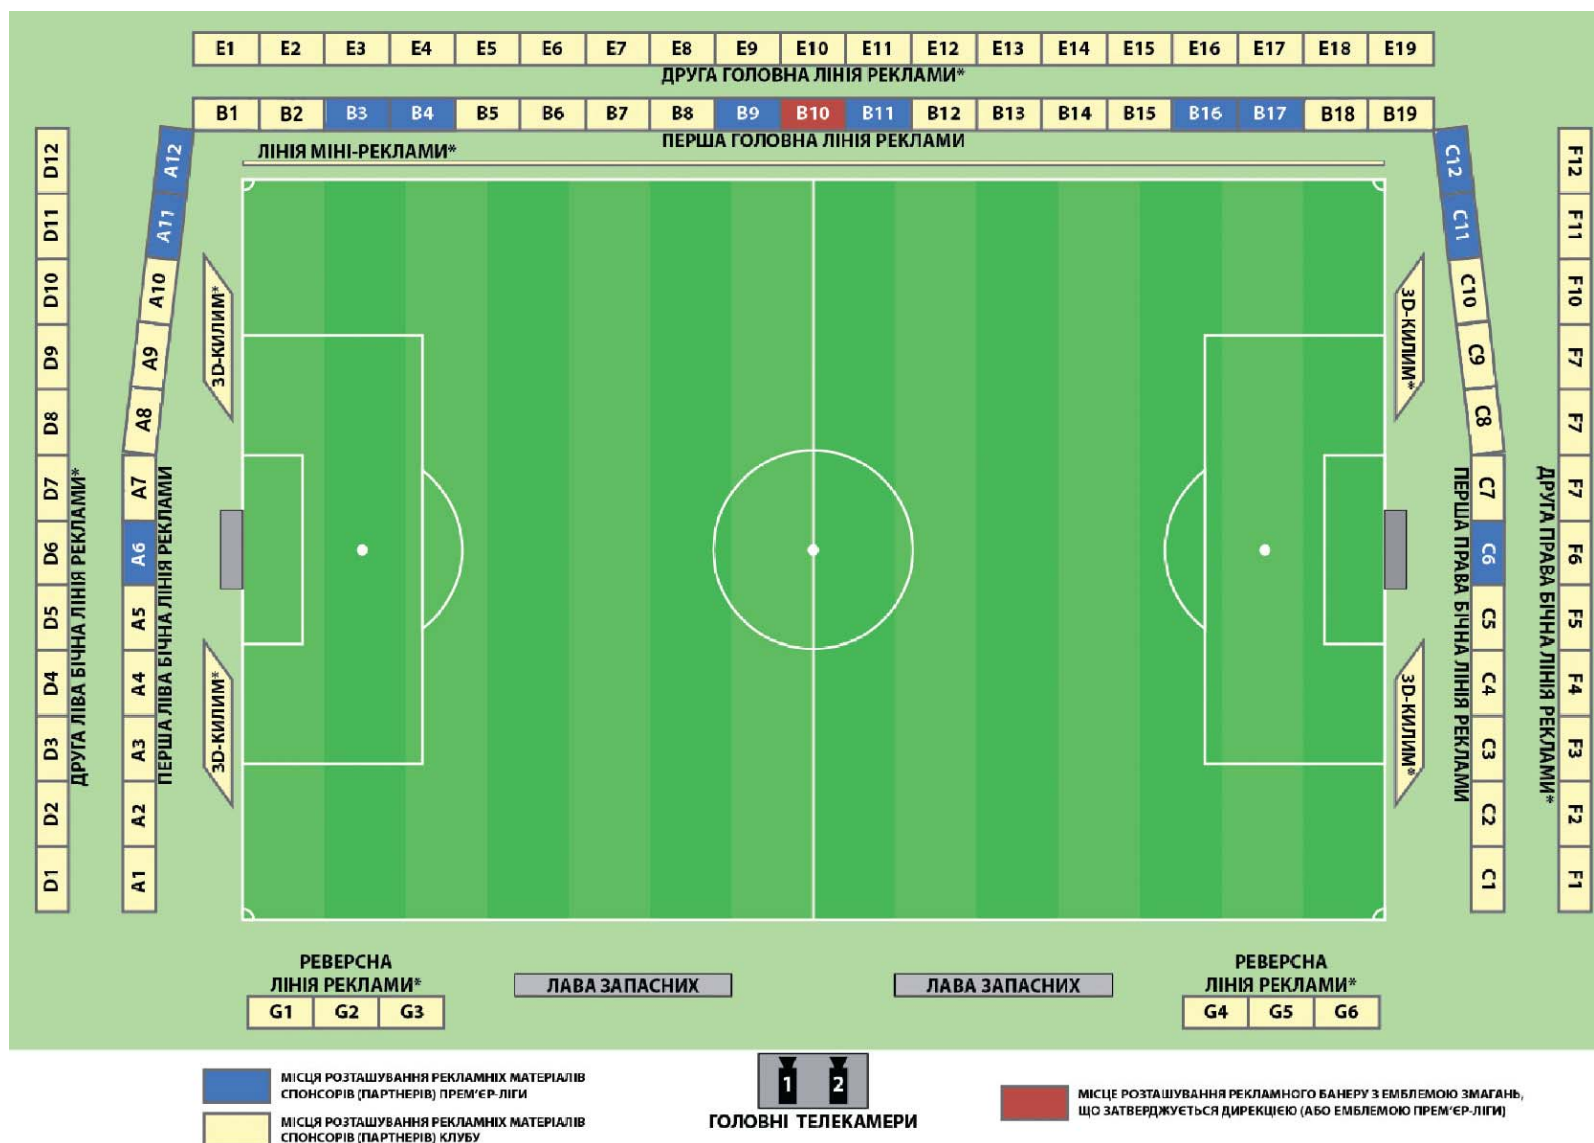 E1 E2 E3 E4 E5 E6 E7 E8 E9 E10 E11 E12 E13 E14 E15 E16 E17 E18 E19
ДРУГА ГОЛОВНА ЛІНІЯ РЕКЛАМИ*
B1 B2 B3 B4 B5 B6 B7 B8 B9 B10 B11 B12 B13 B14 B15 B16 B17 B18 B19
ПЕРША ГОЛОВНА ЛІНІЯ РЕКЛАМИ
ЛІНІЯ МІНІ-РЕКЛАМИ*
D12 D11 D10 D9 D8 D7 D6 D5 D4 D3 D2 D1
ДРУГА ЛІВА БІЧНА ЛІНІЯ РЕКЛАМИ*
A12 A11 A10 A9 A8 A7 A6 A5 A4 A3 A2 A1
ПЕРША ЛІВА БІЧНА ЛІНІЯ РЕКЛАМИ
3D-КИЛИМ*
3D-КИЛИМ*
3D-КИЛИМ*
3D-КИЛИМ*
C12 C11 C10 C9 C8 C7 C6 C5 C4 C3 C2 C1
ПЕРША ПРАВА БІЧНА ЛІНІЯ РЕКЛАМИ
F12 F11 F10 F7 F7 F7 F6 F5 F4 F3 F2 F1
ДРУГА ПРАВА БІЧНА ЛІНІЯ РЕКЛАМИ*
РЕВЕРСНА
ЛІНІЯ РЕКЛАМИ*
G1 G2 G3
ЛАВА ЗАПАСНИХ
ЛАВА ЗАПАСНИХ
РЕВЕРСНА
ЛІНІЯ РЕКЛАМИ*
G4 G5 G6
МІСЦЯ РОЗТАШУВАННЯ РЕКЛАМНІХ МАТЕРІАЛІВ
СПОНСОРІВ (ПАРТНЕРІВ) ПРЕМ'ЄР-ЛІГИ
МІСЦЯ РОЗТАШУВАННЯ РЕКЛАМНІХ МАТЕРІАЛІВ
СПОНСОРІВ (ПАРТНЕРІВ) КЛУБУ
1 2
ГОЛОВНІ ТЕЛЕКАМЕРИ
МІСЦЕ РОЗТАШУВАННЯ РЕКЛАМНОГО БАНЕРУ З ЕМБЛЕМОЮ ЗМАГАНЬ,
ЩО ЗАТВЕРДЖУЄТЬСЯ ДИРЕКЦІЄЮ (АБО ЕМБЛЕМОЮ ПРЕМ'ЄР-ЛІГИ)